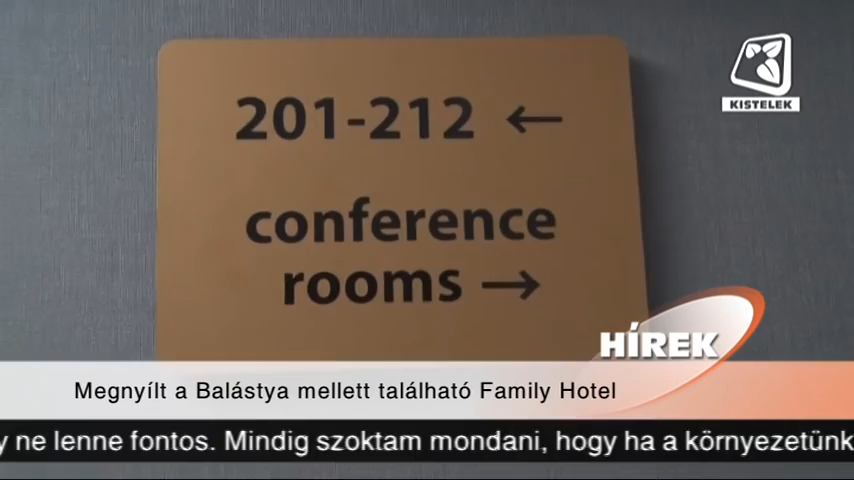 201-212 ←
KISTELEK
conference
rooms →
HÍREK
Megnyílt a Balástya mellett található Family Hotel
ne lenne fontos. Mindig szoktam mondani, hogy ha a környezetünk